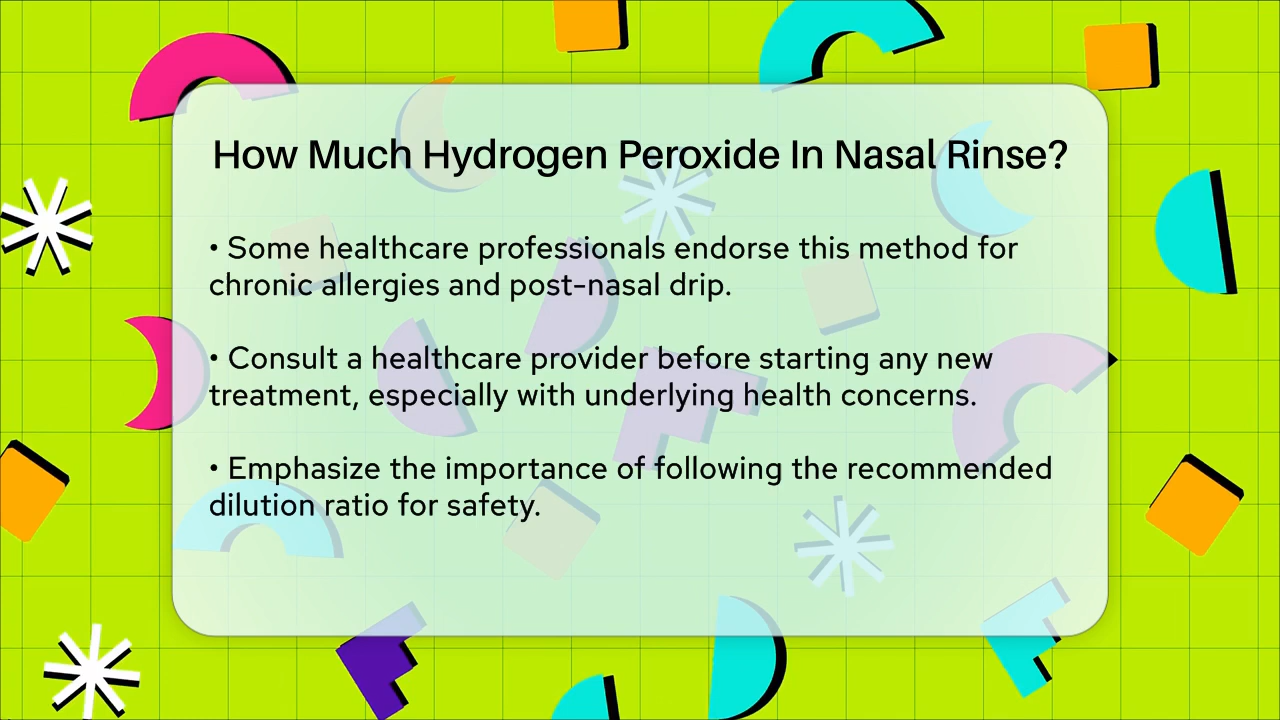 How Much Hydrogen Peroxide In Nasal Rinse?
• Some healthcare professionals endorse this method for
chronic allergies and post-nasal drip.
• Consult a healthcare provider before starting any new
treatment, especially with underlying health concerns.
• Emphasize the importance of following the recommended
dilution ratio for safety.